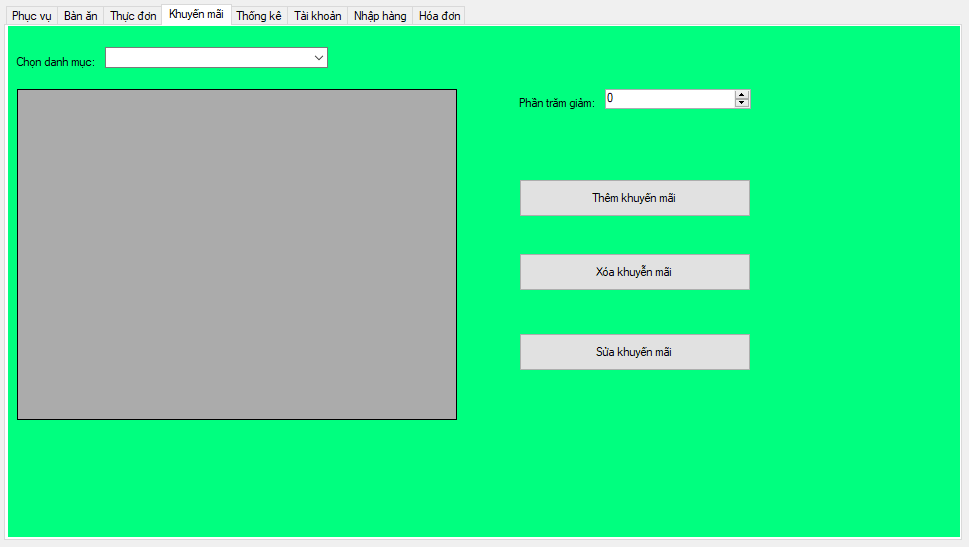 Phục vụ Bàn ăn Thực đơn Khuyến mãi Thống kê Tài khoản Nhập hàng Hóa đơn
Chọn danh mục:
Phần trăm giảm: 0
Thêm khuyến mãi
Xóa khuyễn mãi
Sửa khuyến mãi